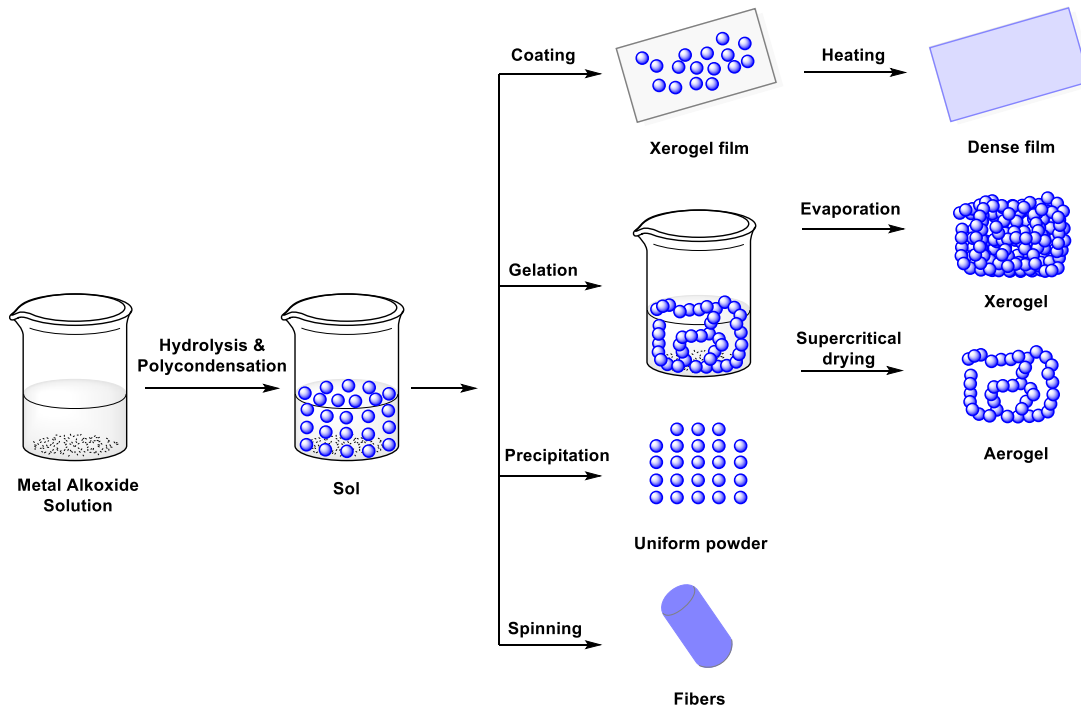 Coating
Heating
Xerogel film
Dense film
Evaporation
Gelation
Xerogel
Hydrolysis &
Polycondensation
Supercritical
drying
Metal Alkoxide
Solution
Sol
Precipitation
Aerogel
Uniform powder
Spinning
Fibers